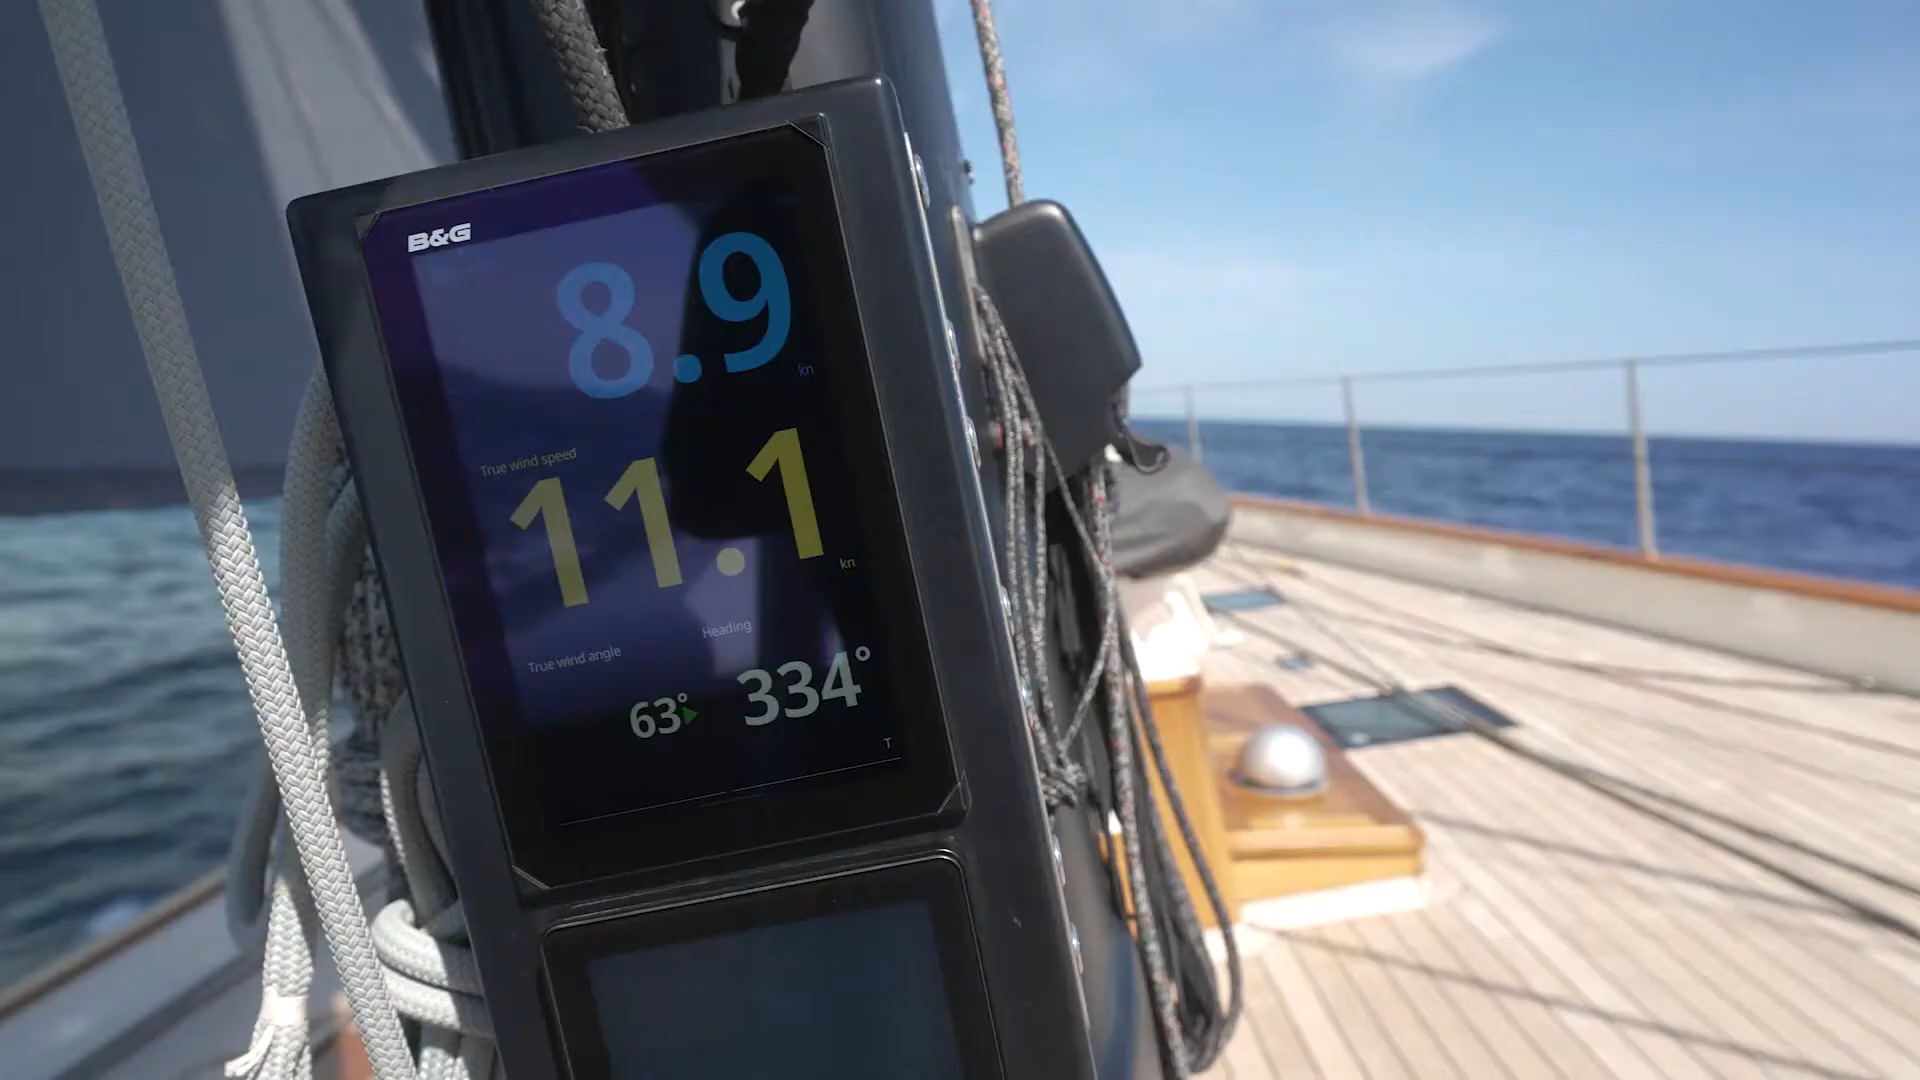 B&G
8.9
kn
True wind speed
11.1
kn
True wind angle
Heading
63°
334°
T